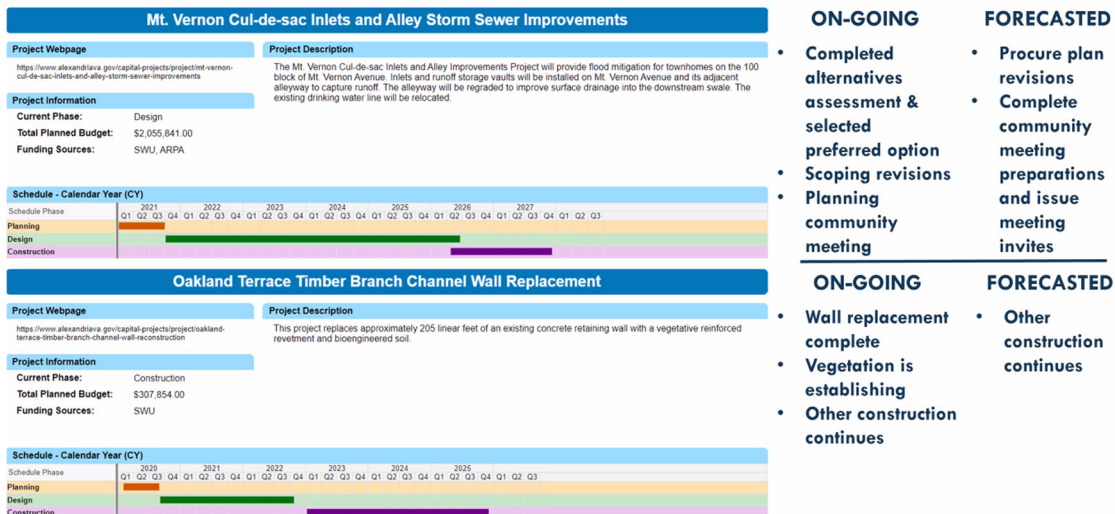 Mt. Vernon Cul-de-sac Inlets and Alley Storm Sewer Improvements
Project Webpage
https://www.alexandriava.gov/capital-projects/project/mt-vernon-
cul-de-sac-inlets-and-alley-storm-sewer-improvements
Project Information
Current Phase: Design
Total Planned Budget: $2,055,841.00
Funding Sources: SWU, ARPA
Project Description
The Mt. Vernon Cul-de-sac Inlets and Alley Improvements Project will provide flood mitigation for townhomes on the 100
block of Mt. Vernon Avenue. Inlets and runoff storage vaults will be installed on Mt. Vernon Avenue and its adjacent
alleyway to capture runoff. The alleyway will be regraded to improve surface drainage into the downstream swale. The
existing drinking water line will be relocated.
Schedule - Calendar Year (CY)
Schedule Phase
2021 2022 2023 2024 2025 2026 2027
Q1 Q2 Q3 Q4 Q1 Q2 Q3 Q4 Q1 Q2 Q3 Q4 Q1 Q2 Q3 Q4 Q1 Q2 Q3 Q4 Q1 Q2 Q3 Q4 Q1 Q2 Q3 Q4 Q1 Q2 Q3
Planning
Design
Construction
ON-GOING
• Completed
alternatives
assessment &
selected
preferred option
• Scoping revisions
• Planning
community
meeting
FORECASTED
• Procure plan
revisions
• Complete
community
meeting
preparations
and issue
meeting
invites
Oakland Terrace Timber Branch Channel Wall Replacement
Project Webpage
https://www.alexandriava.gov/capital-projects/project/oakland-
terrace-timber-branch-channel-wall-reconstruction
Project Information
Current Phase: Construction
Total Planned Budget: $307,854.00
Funding Sources: SWU
Project Description
This project replaces approximately 205 linear feet of an existing concrete retaining wall with a vegetative reinforced
revetment and bioengineered soil.
Schedule - Calendar Year (CY)
Schedule Phase
2020 2021 2022 2023 2024 2025
Q1 Q2 Q3 Q4 Q1 Q2 Q3 Q4 Q1 Q2 Q3 Q4 Q1 Q2 Q3 Q4 Q1 Q2 Q3 Q4 Q1 Q2 Q3 Q4 Q1 Q2 Q3
Planning
Design
Construction
ON-GOING
• Wall replacement
complete
• Vegetation is
establishing
• Other construction
continues
FORECASTED
• Other
construction
continues